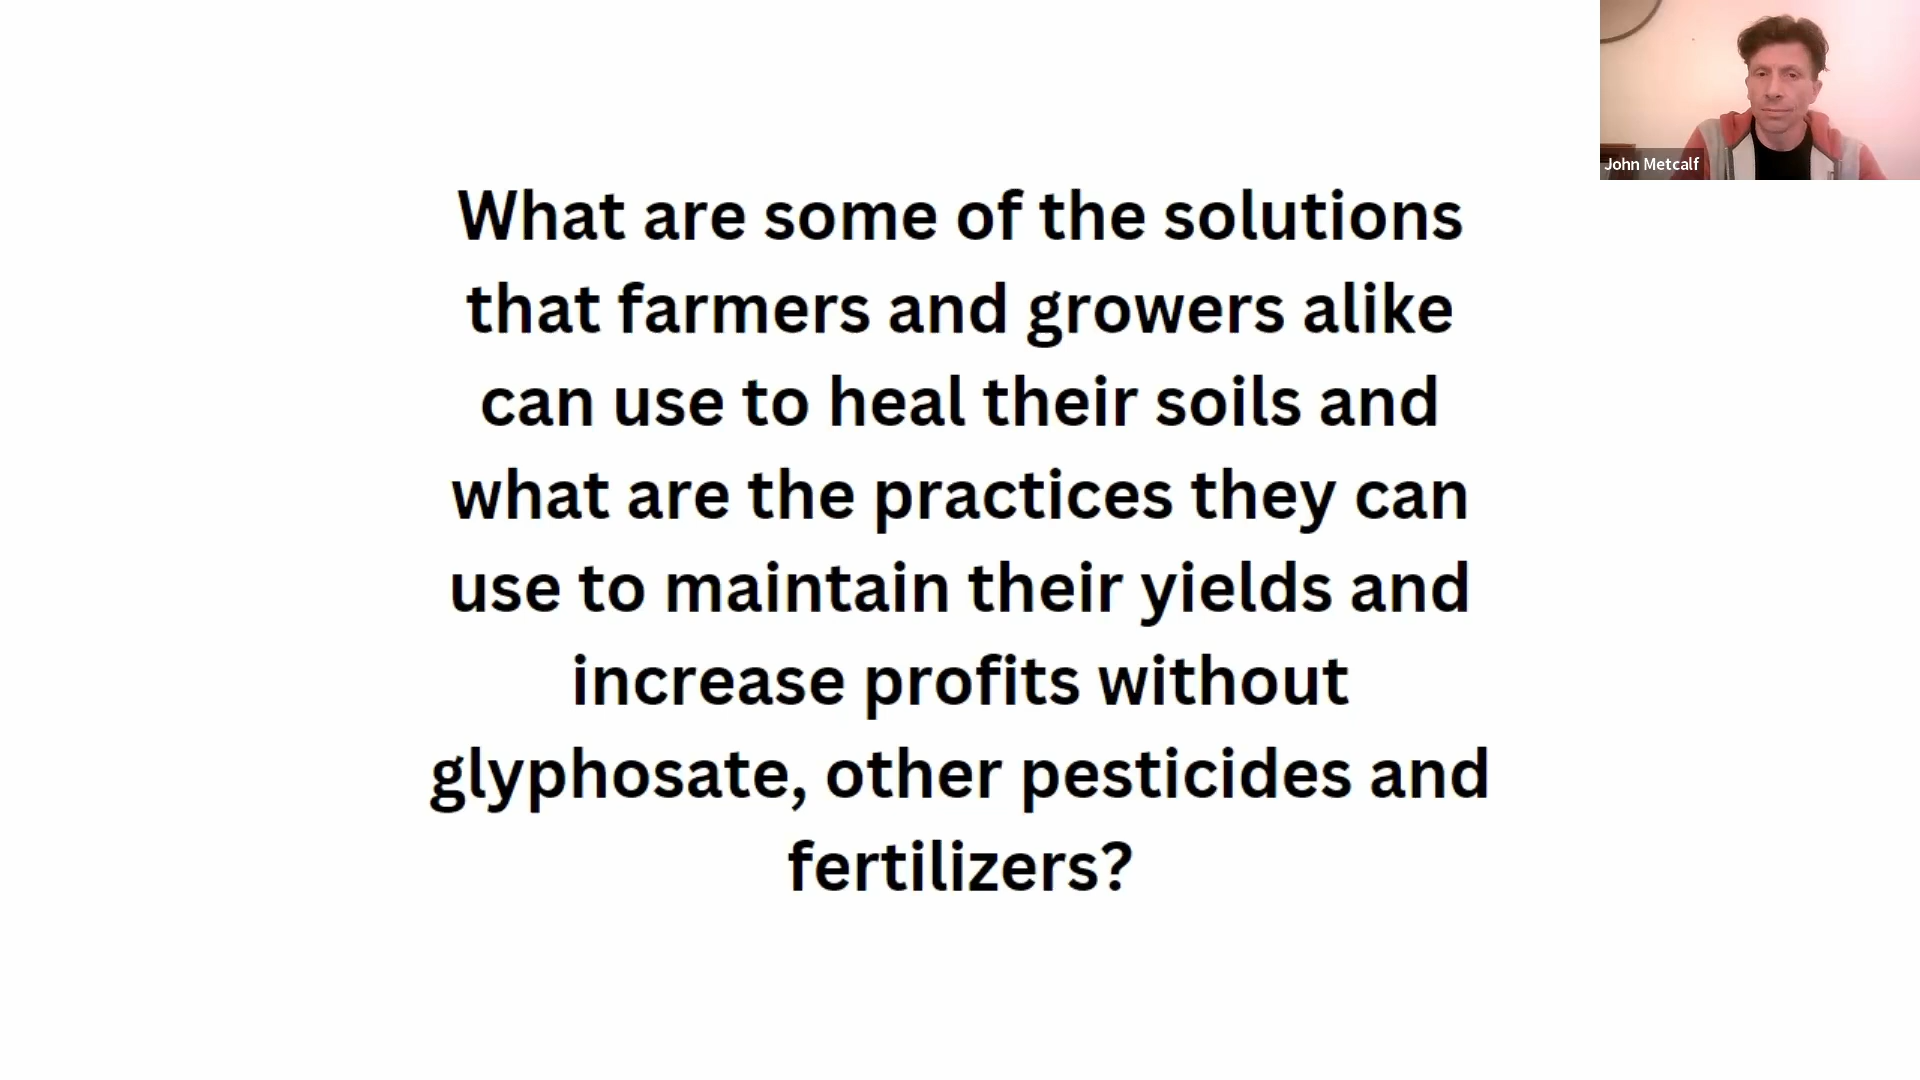 What are some of the solutions
that farmers and growers alike
can use to heal their soils and
what are the practices they can
use to maintain their yields and
increase profits without
glyphosate, other pesticides and
fertilizers?
John Metcalf